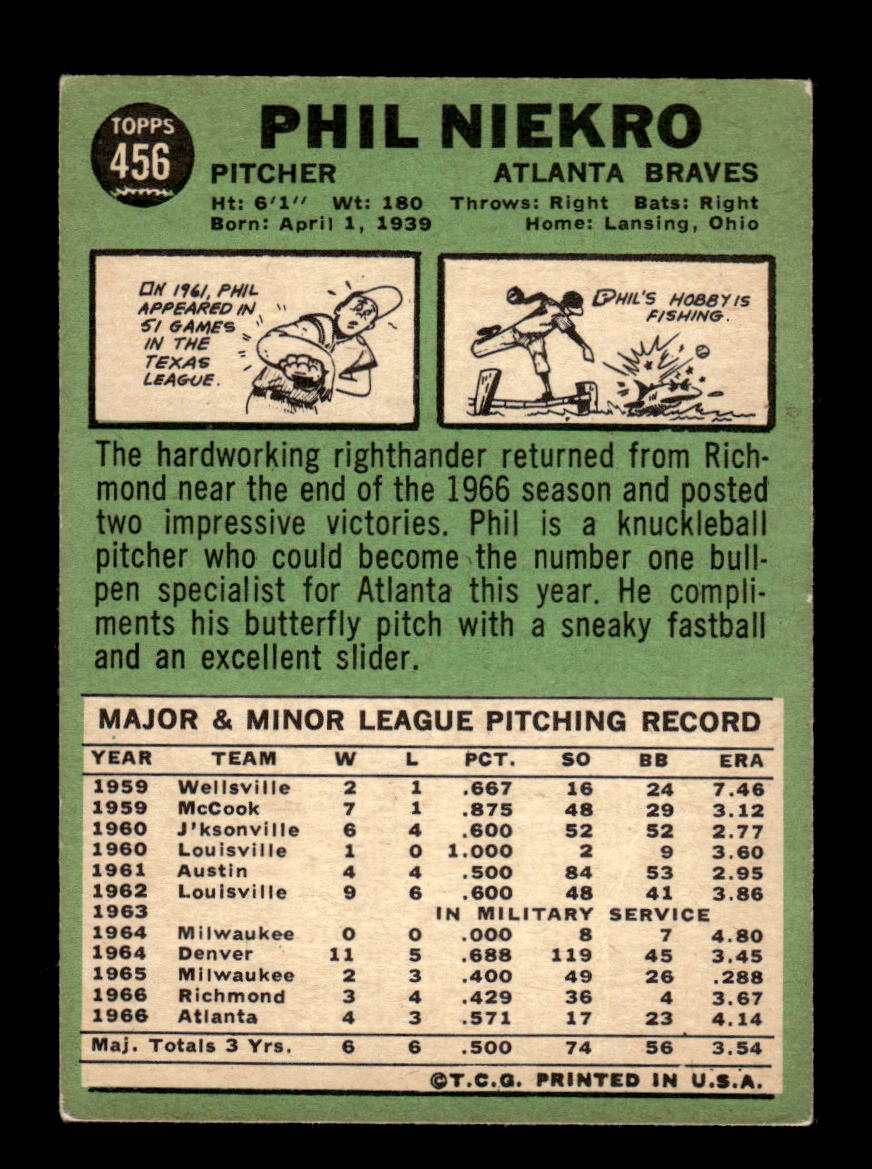 TOPPS
456
PHIL NIEKRO
PITCHER ATLANTA BRAVES
Ht: 6'1" Wt: 180 Throws: Right Bats: Right
Born: April 1, 1939 Home: Lansing, Ohio
IN 1961, PHIL
APPEARED IN
51 GAMES
IN THE
TEXAS
LEAGUE.
PHIL'S HOBBY IS
FISHING.
The hardworking righthander returned from Rich-
mond near the end of the 1966 season and posted
two impressive victories. Phil is a knuckleball
pitcher who could become the number one bull-
pen specialist for Atlanta this year. He compli-
ments his butterfly pitch with a sneaky fastball
and an excellent slider.
MAJOR & MINOR LEAGUE PITCHING RECORD
YEAR TEAM W L PCT. SO BB ERA
1959 Wellsville 2 1 .667 16 24 7.46
1959 McCook 7 1 .875 48 29 3.12
1960 J'ksonville 6 4 .600 52 52 2.77
1960 Louisville 1 0 1.000 2 9 3.60
1961 Austin 4 4 .500 84 53 2.95
1962 Louisville 9 6 .600 48 41 3.86
1963 IN MILITARY SERVICE
1964 Milwaukee 0 0 .000 8 7 4.80
1964 Denver 11 5 .688 119 45 3.45
1965 Milwaukee 2 3 .400 49 26 .288
1966 Richmond 3 4 .429 36 4 3.67
1966 Atlanta 4 3 .571 17 23 4.14
Maj. Totals 3 Yrs. 6 6 .500 74 56 3.54
©T.C.G. PRINTED IN U.S.A.